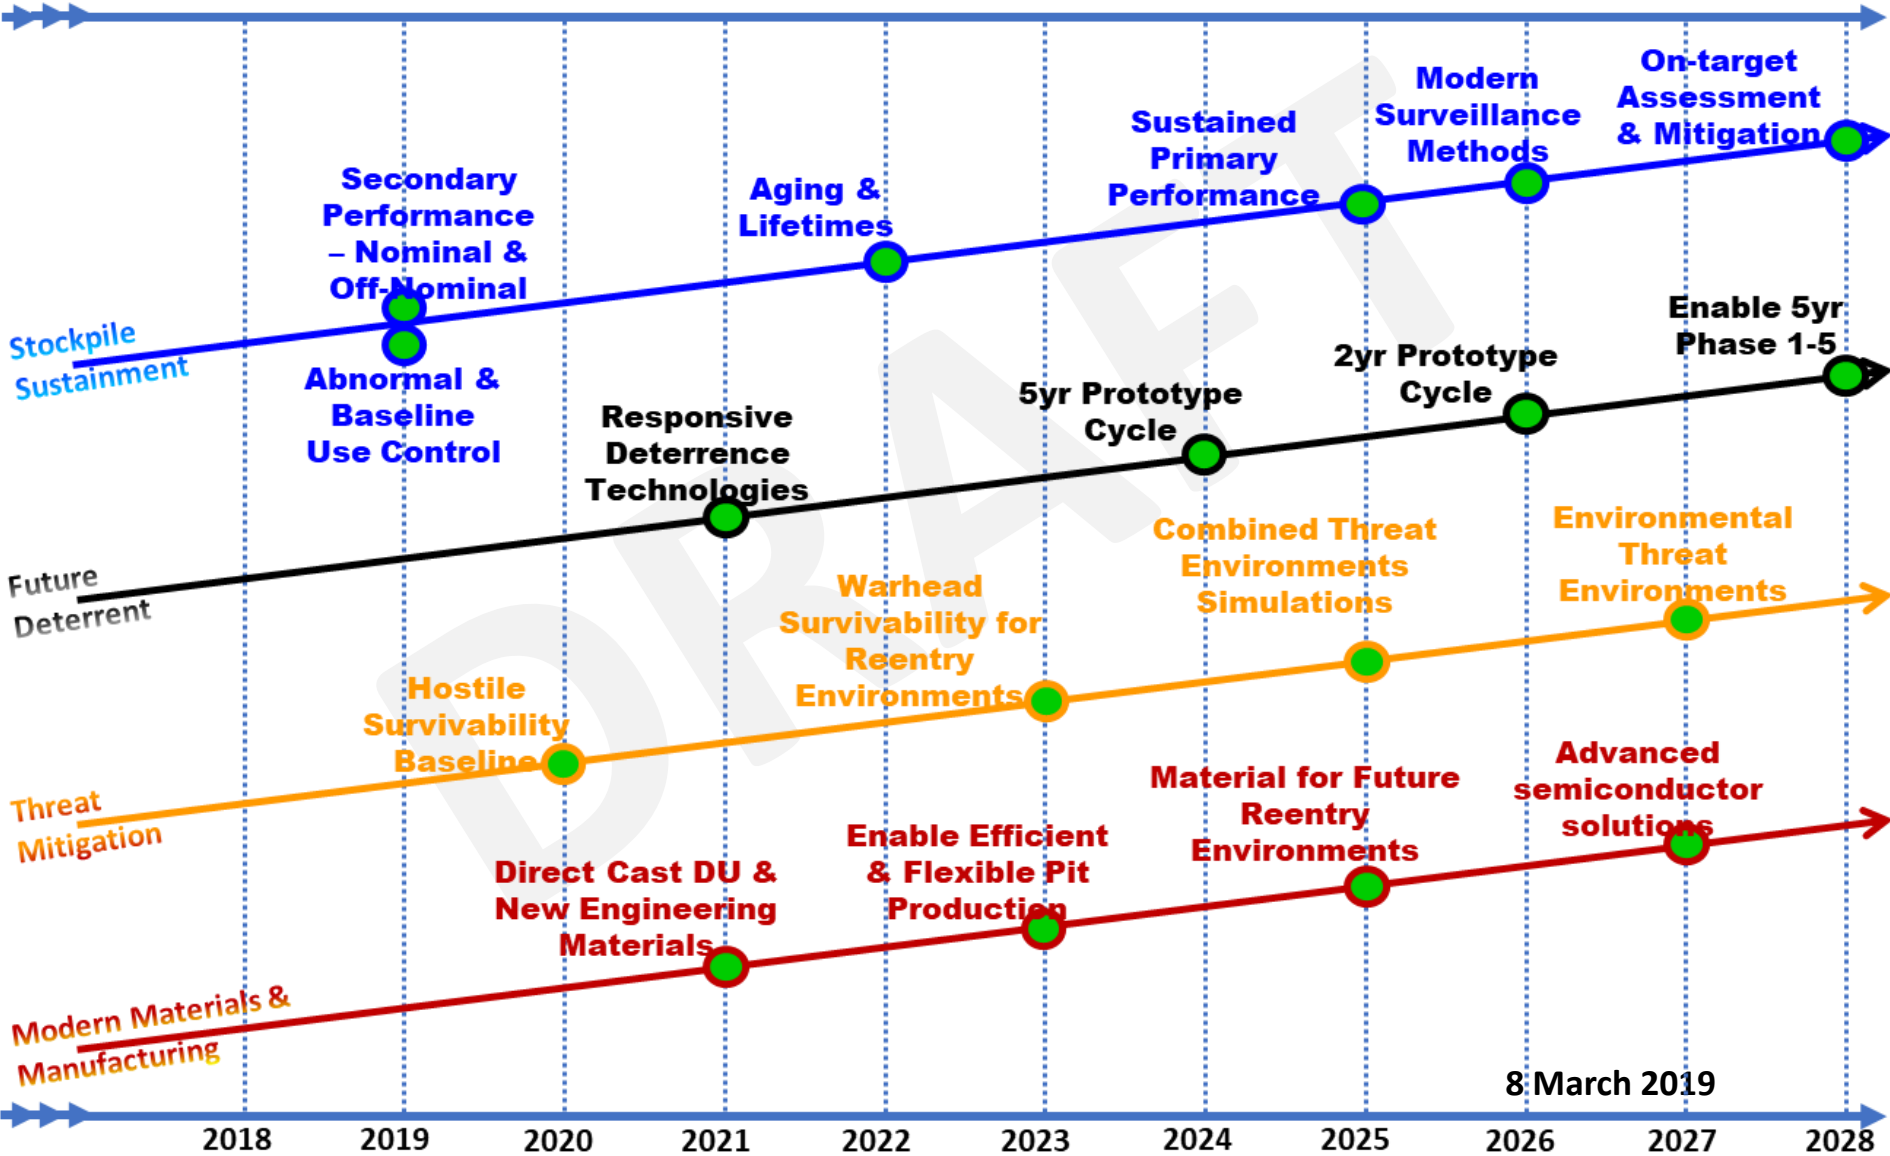 On-target
Assessment
& Mitigation
Modern
Surveillance
Methods
Sustained
Primary
Performance
Aging &
Lifetimes
Secondary
Performance
– Nominal &
Off-Nominal
Stockpile
Sustainment
Abnormal &
Baseline
Use Control
Enable 5yr
Phase 1-5
2yr Prototype
Cycle
5yr Prototype
Cycle
Responsive
Deterrence
Technologies
Future
Deterrent
Environmental
Threat
Environments
Combined Threat
Environments
Simulations
Warhead
Survivability for
Reentry
Environments
Hostile
Survivability
Baseline
Threat
Mitigation
Advanced
semiconductor
solutions
Material for Future
Reentry
Environments
Enable Efficient
& Flexible Pit
Production
Direct Cast DU &
New Engineering
Materials
Modern Materials &
Manufacturing
DRAFT
8 March 2019
2018 2019 2020 2021 2022 2023 2024 2025 2026 2027 2028